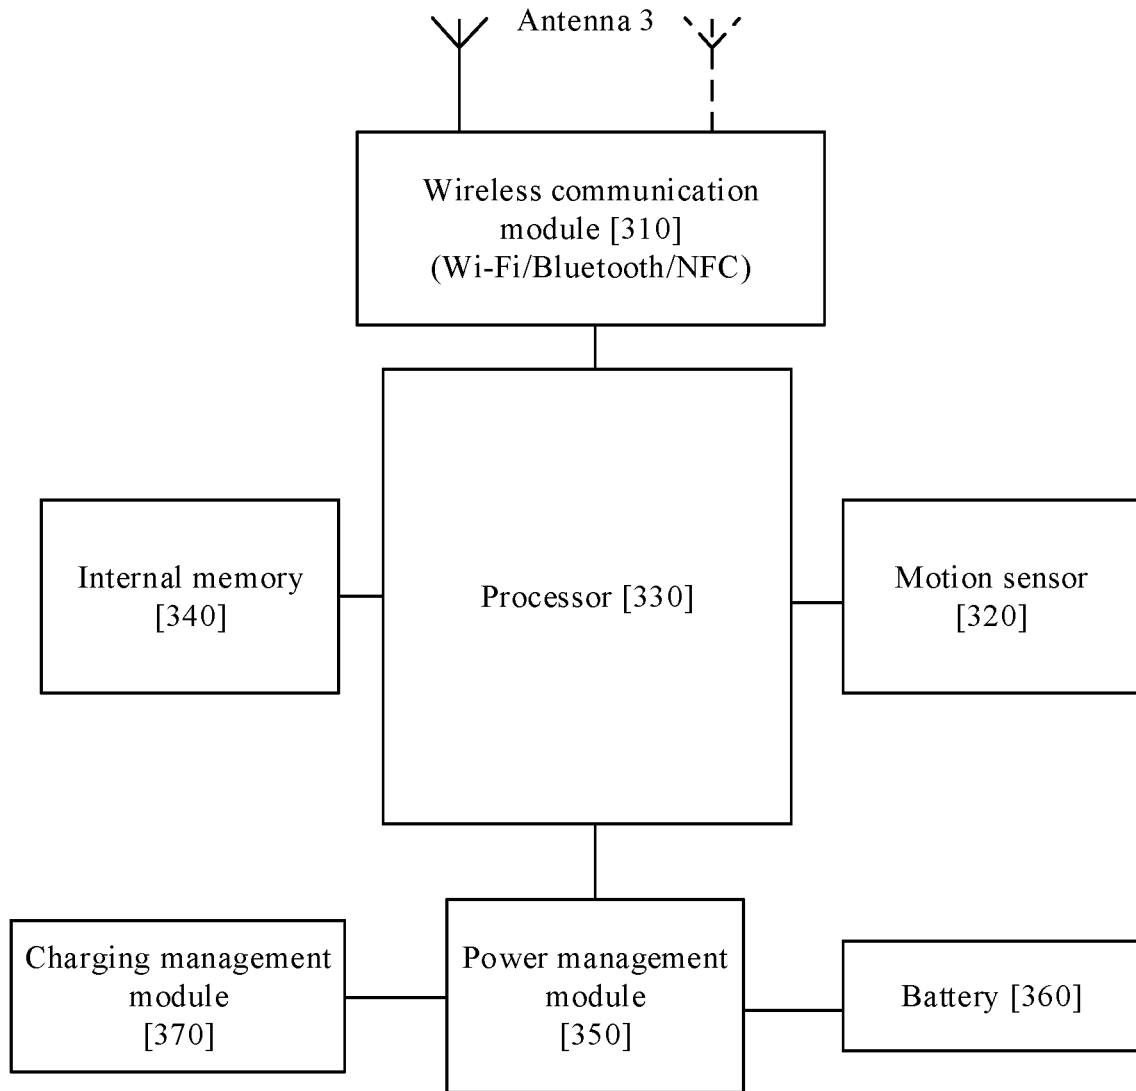 Antenna 3
Wireless communication
module [310]
(Wi-Fi/Bluetooth/NFC)
Internal memory
[340]
Processor [330]
Motion sensor
[320]
Charging management
module
[370]
Power management
module
[350]
Battery [360]